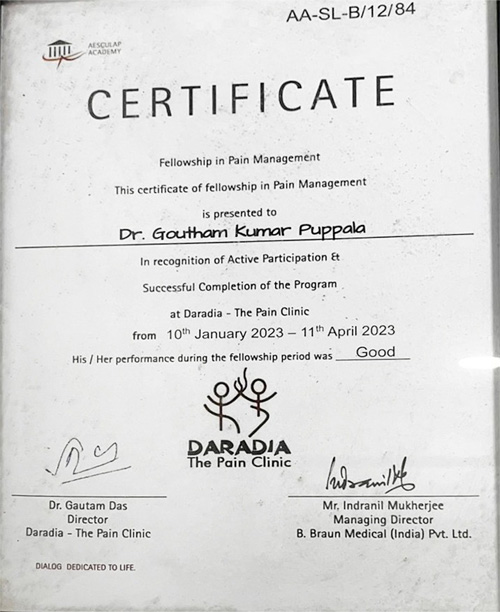 AA-SL-B/12/84
AESCULAP
ACADEMY
CERTIFICATE
Fellowship in Pain Management
This certificate of fellowship in Pain Management
is presented to
Dr. Goutham Kumar Puppala
In recognition of Active Participation &
Successful Completion of the Program
at Daradia - The Pain Clinic
from 10th January 2023 – 11th April 2023
His / Her performance during the fellowship period was Good
DARADIA
The Pain Clinic
Indranil
Dr. Gautam Das
Director
Daradia - The Pain Clinic
Mr. Indranil Mukherjee
Managing Director
B. Braun Medical (India) Pvt. Ltd.
DIALOG DEDICATED TO LIFE.